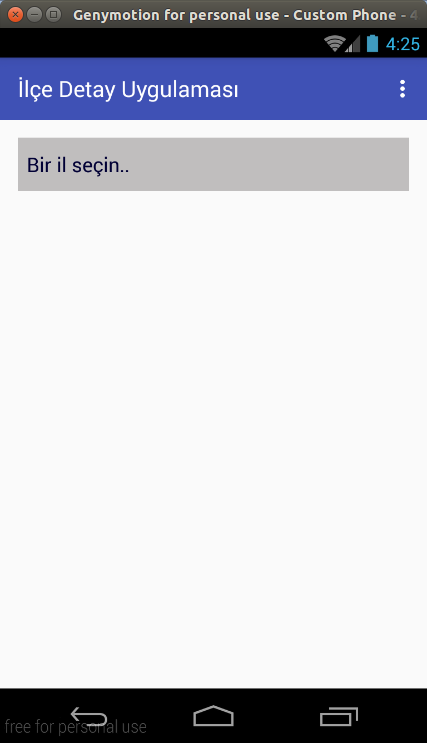 Genymotion for personal use - Custom Phone - 4
4:25
İlçe Detay Uygulaması
Bir il seçin..
free for personal use